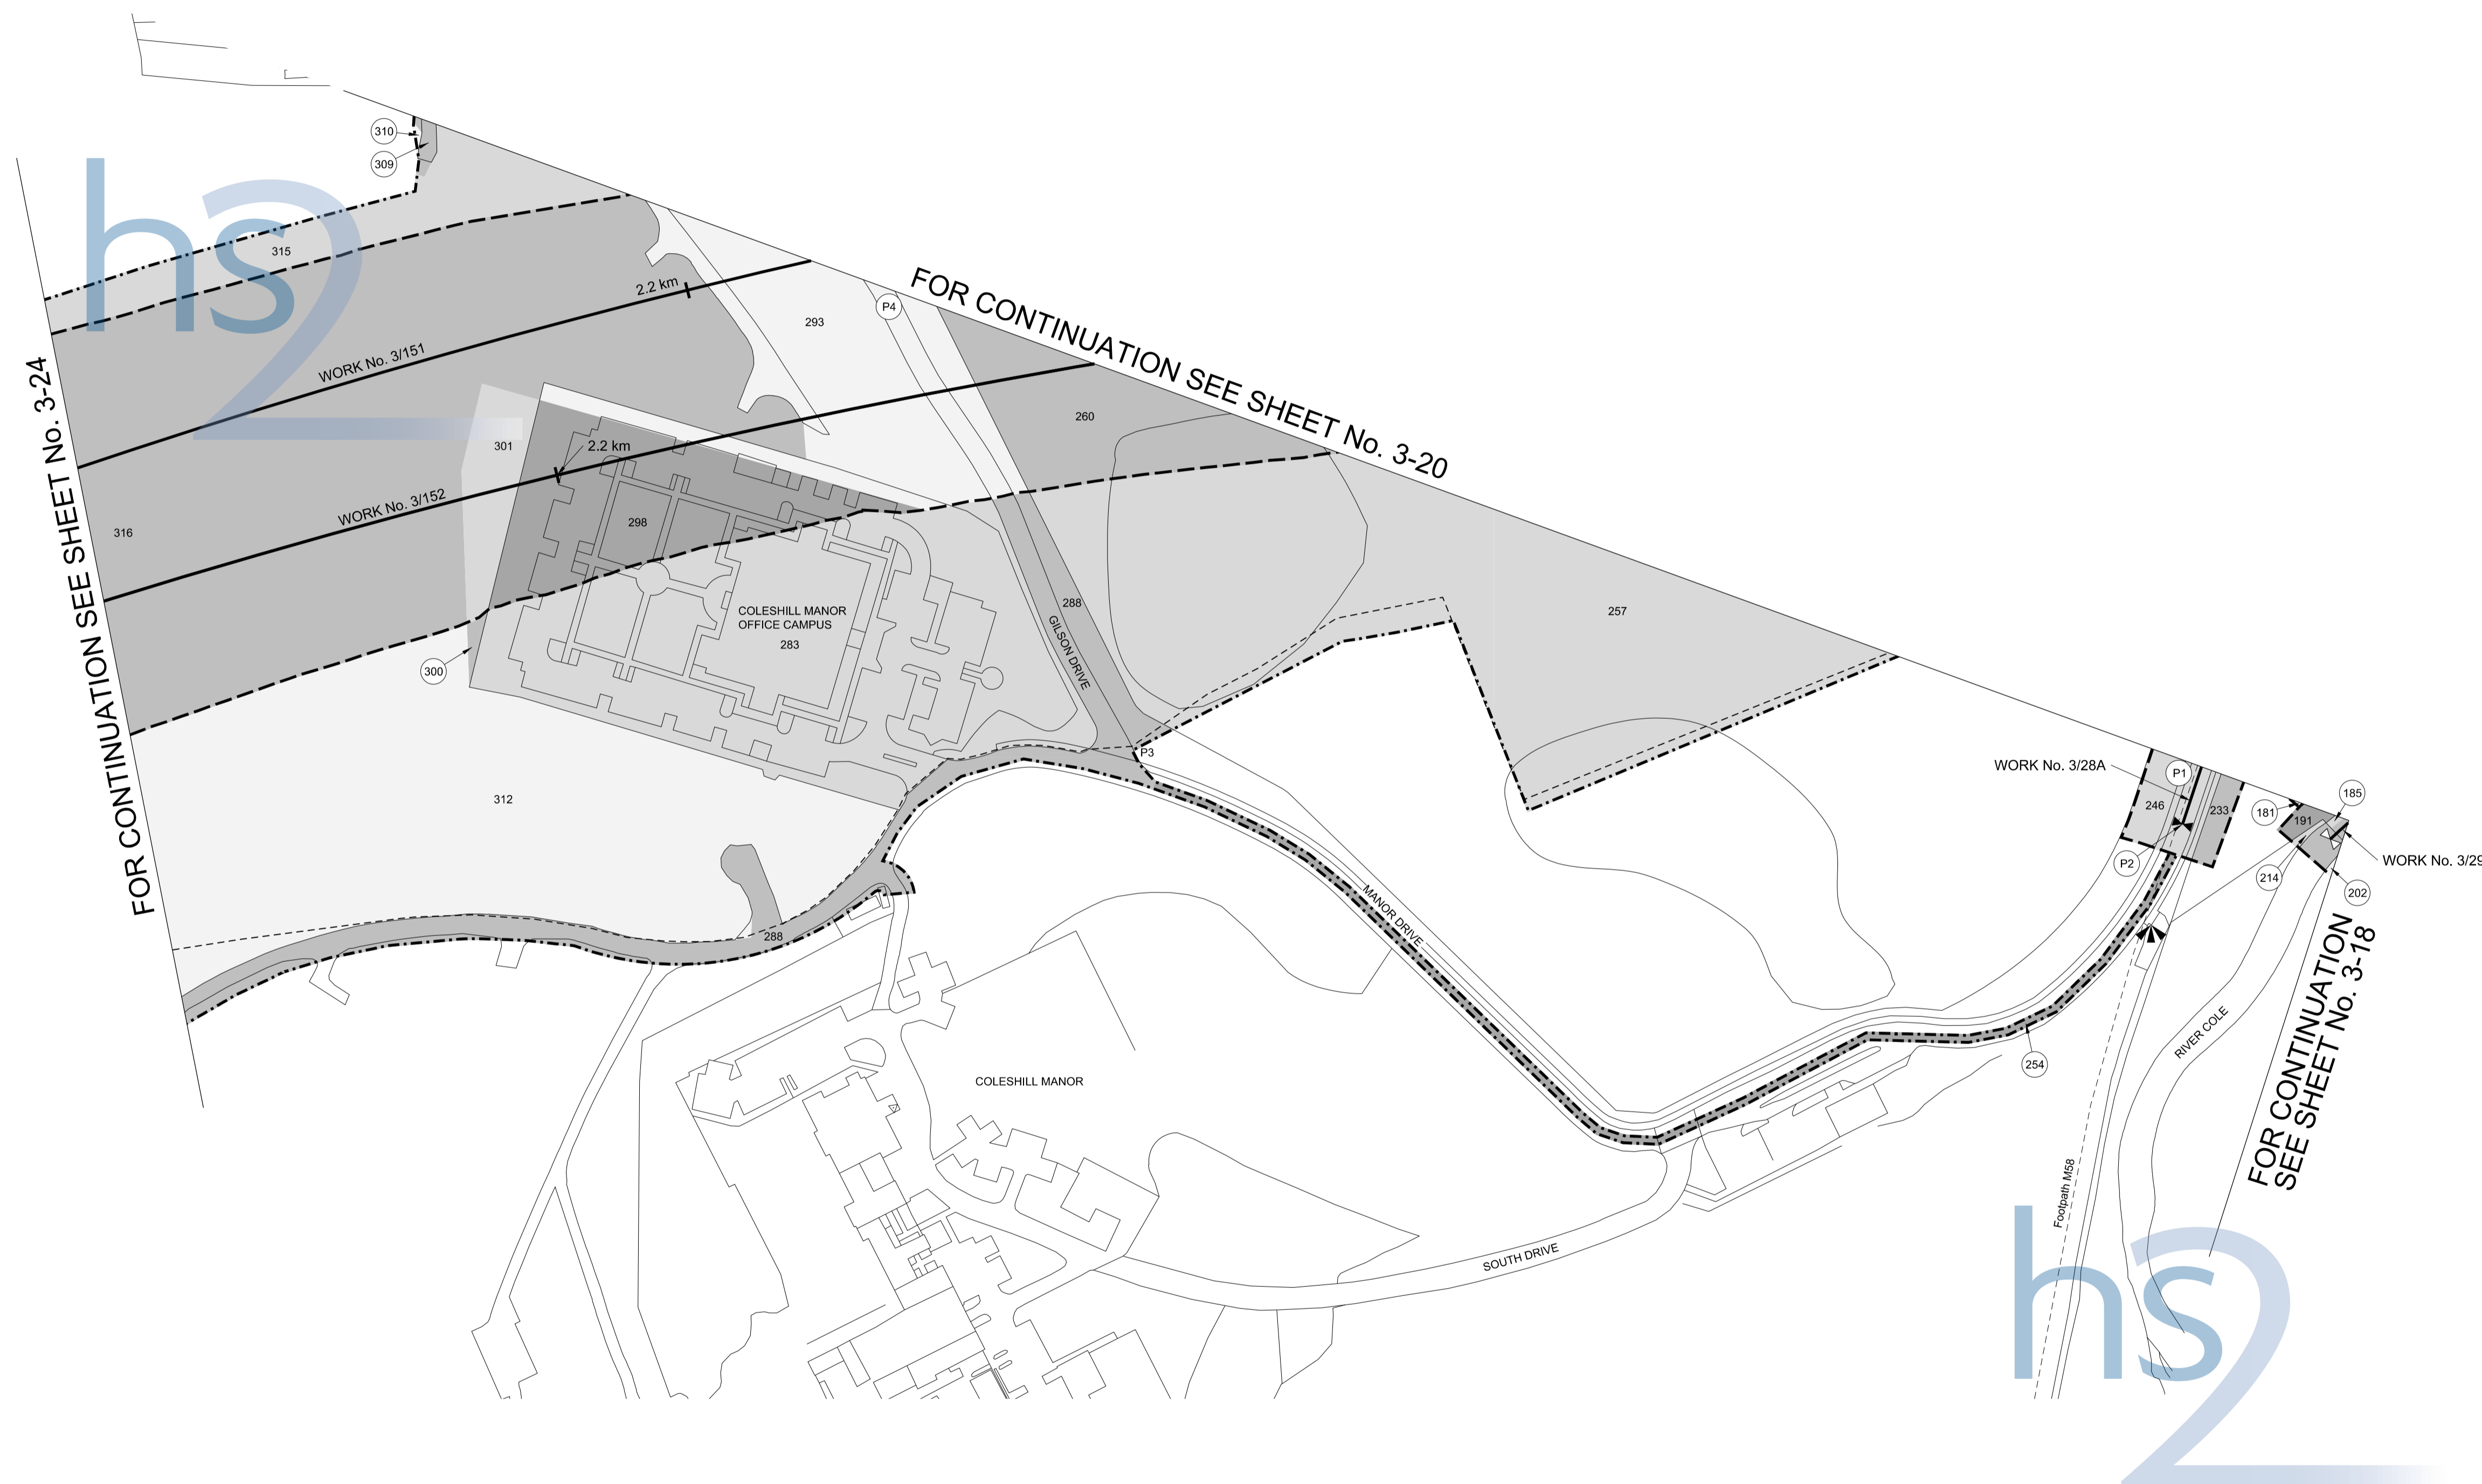 310
309
hs2
315
2.2 km
P4
293
FOR CONTINUATION SEE SHEET No. 3-20
WORK No. 3/151
FOR CONTINUATION SEE SHEET No. 3-24
260
301
2.2 km
WORK No. 3/152
298
316
288
COLESHILL MANOR
OFFICE CAMPUS
283
GILSON DRIVE
257
300
P3
312
WORK No. 3/28A
P1
246
233
181
191
185
P2
WORK No. 3/29
214
202
288
MANOR DRIVE
FOR CONTINUATION
SEE SHEET No. 3-18
RIVER COLE
254
COLESHILL MANOR
Footpath M58
SOUTH DRIVE
hs2